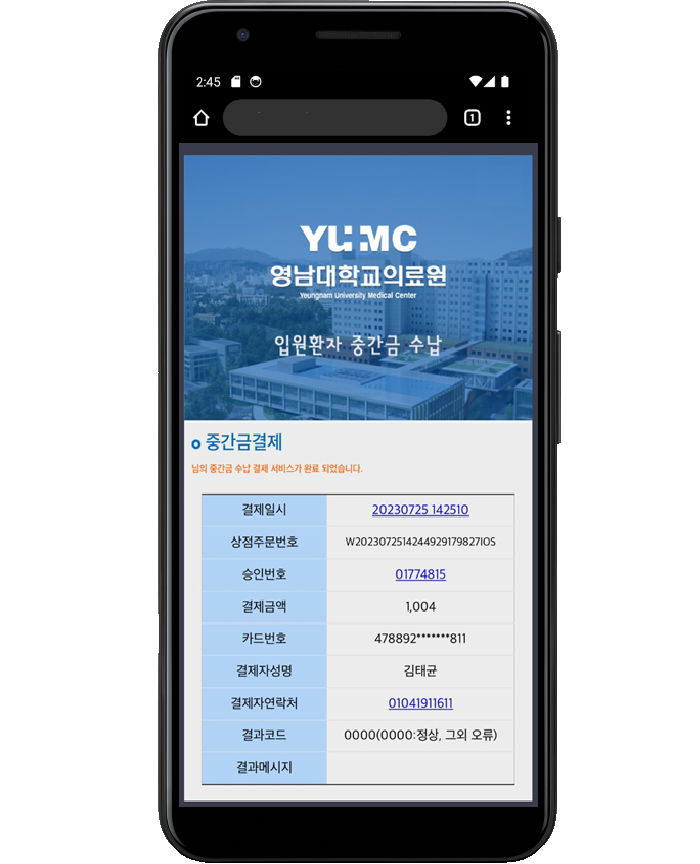 2:45
1
YUMC
영남대학교의료원
Yeungnam University Medical Center
입원환자 중간금 수납
중간금결제
님의 중간금 수납 결제 서비스가 완료 되었습니다.
결제일시 20230725 142510
상점주문번호 W20230725142449291798271OS
승인번호 01774815
결제금액 1,004
카드번호 478892*******811
결제자성명 김태균
결제자연락처 01041911611
결과코드 0000(0000:정상, 그외 오류)
결과메시지